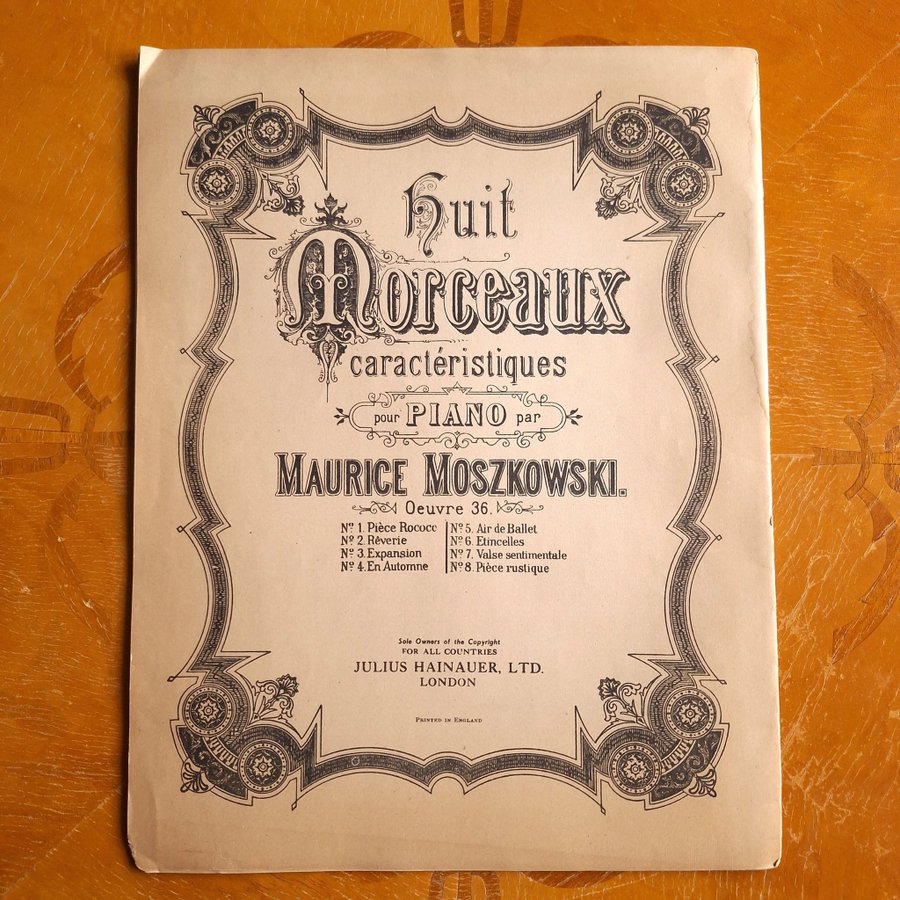 Huit
Morceaux
caractéristiques
pour PIANO par
MAURICE MOSZKOWSKI.
Oeuvre 36.
Nº 1. Pièce Rococc
Nº 2. Rêverie
Nº 3. Expansion
Nº 4. En Automne
Nº 5. Air de Ballet
Nº 6. Etincelles
Nº 7. Valse sentimentale
Nº 8. Pièce rustique
Sole Owners of the Copyright
FOR ALL COUNTRIES
JULIUS HAINAUER, LTD.
LONDON
PRINTED IN ENGLAND